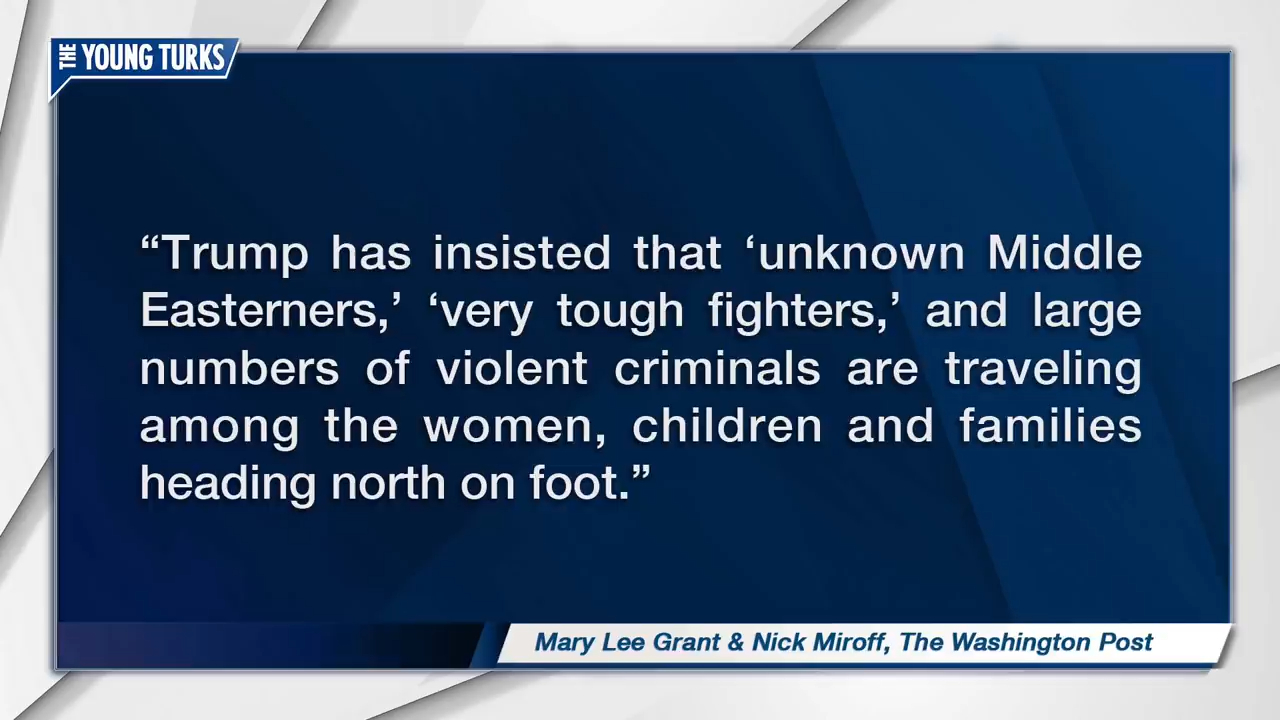 THE YOUNG TURKS
“Trump has insisted that ‘unknown Middle
Easterners,’ ‘very tough fighters,’ and large
numbers of violent criminals are traveling
among the women, children and families
heading north on foot.”
Mary Lee Grant & Nick Miroff, The Washington Post